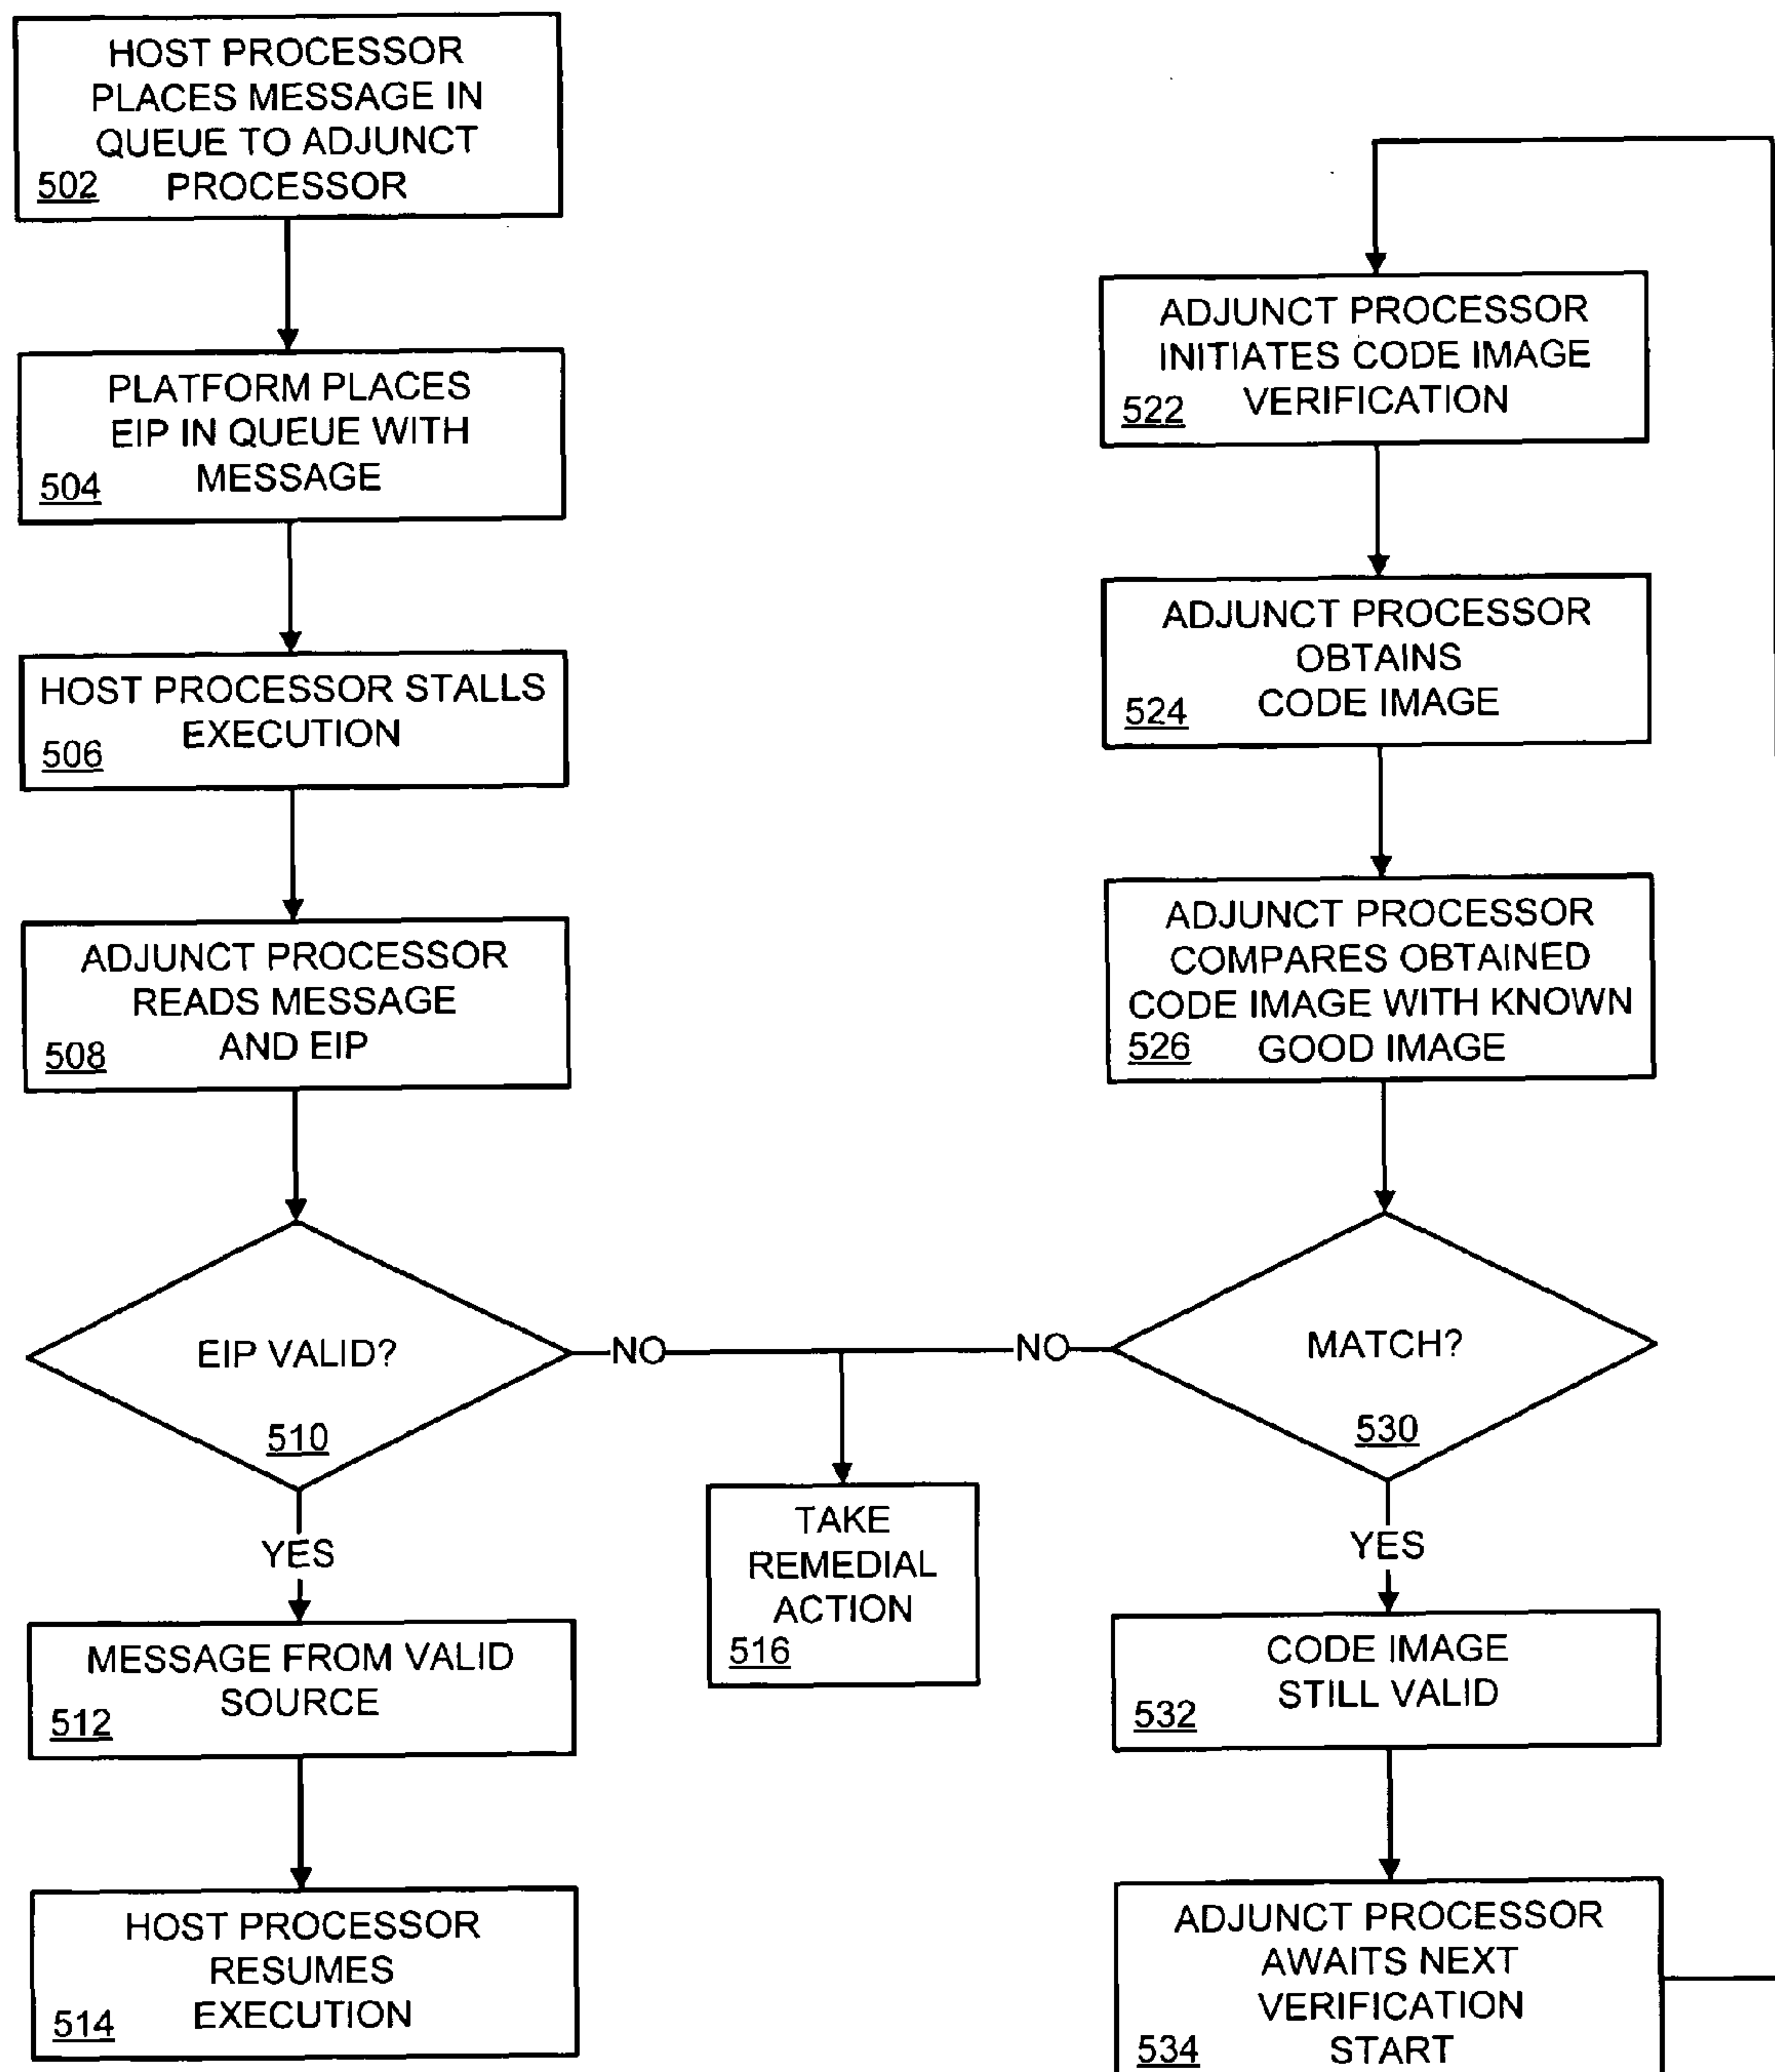 HOST PROCESSOR
PLACES MESSAGE IN
QUEUE TO ADJUNCT
502 PROCESSOR
PLATFORM PLACES
EIP IN QUEUE WITH
504 MESSAGE
HOST PROCESSOR STALLS
EXECUTION
506
ADJUNCT PROCESSOR
READS MESSAGE
508 AND EIP
EIP VALID?
510
NO
YES
MESSAGE FROM VALID
SOURCE
512
HOST PROCESSOR
RESUMES
514 EXECUTION
TAKE
REMEDIAL
ACTION
516
ADJUNCT PROCESSOR
INITIATES CODE IMAGE
522 VERIFICATION
ADJUNCT PROCESSOR
OBTAINS
524 CODE IMAGE
ADJUNCT PROCESSOR
COMPARES OBTAINED
CODE IMAGE WITH KNOWN
526 GOOD IMAGE
MATCH?
530
NO
YES
CODE IMAGE
STILL VALID
532
ADJUNCT PROCESSOR
AWAITS NEXT
VERIFICATION
534 START